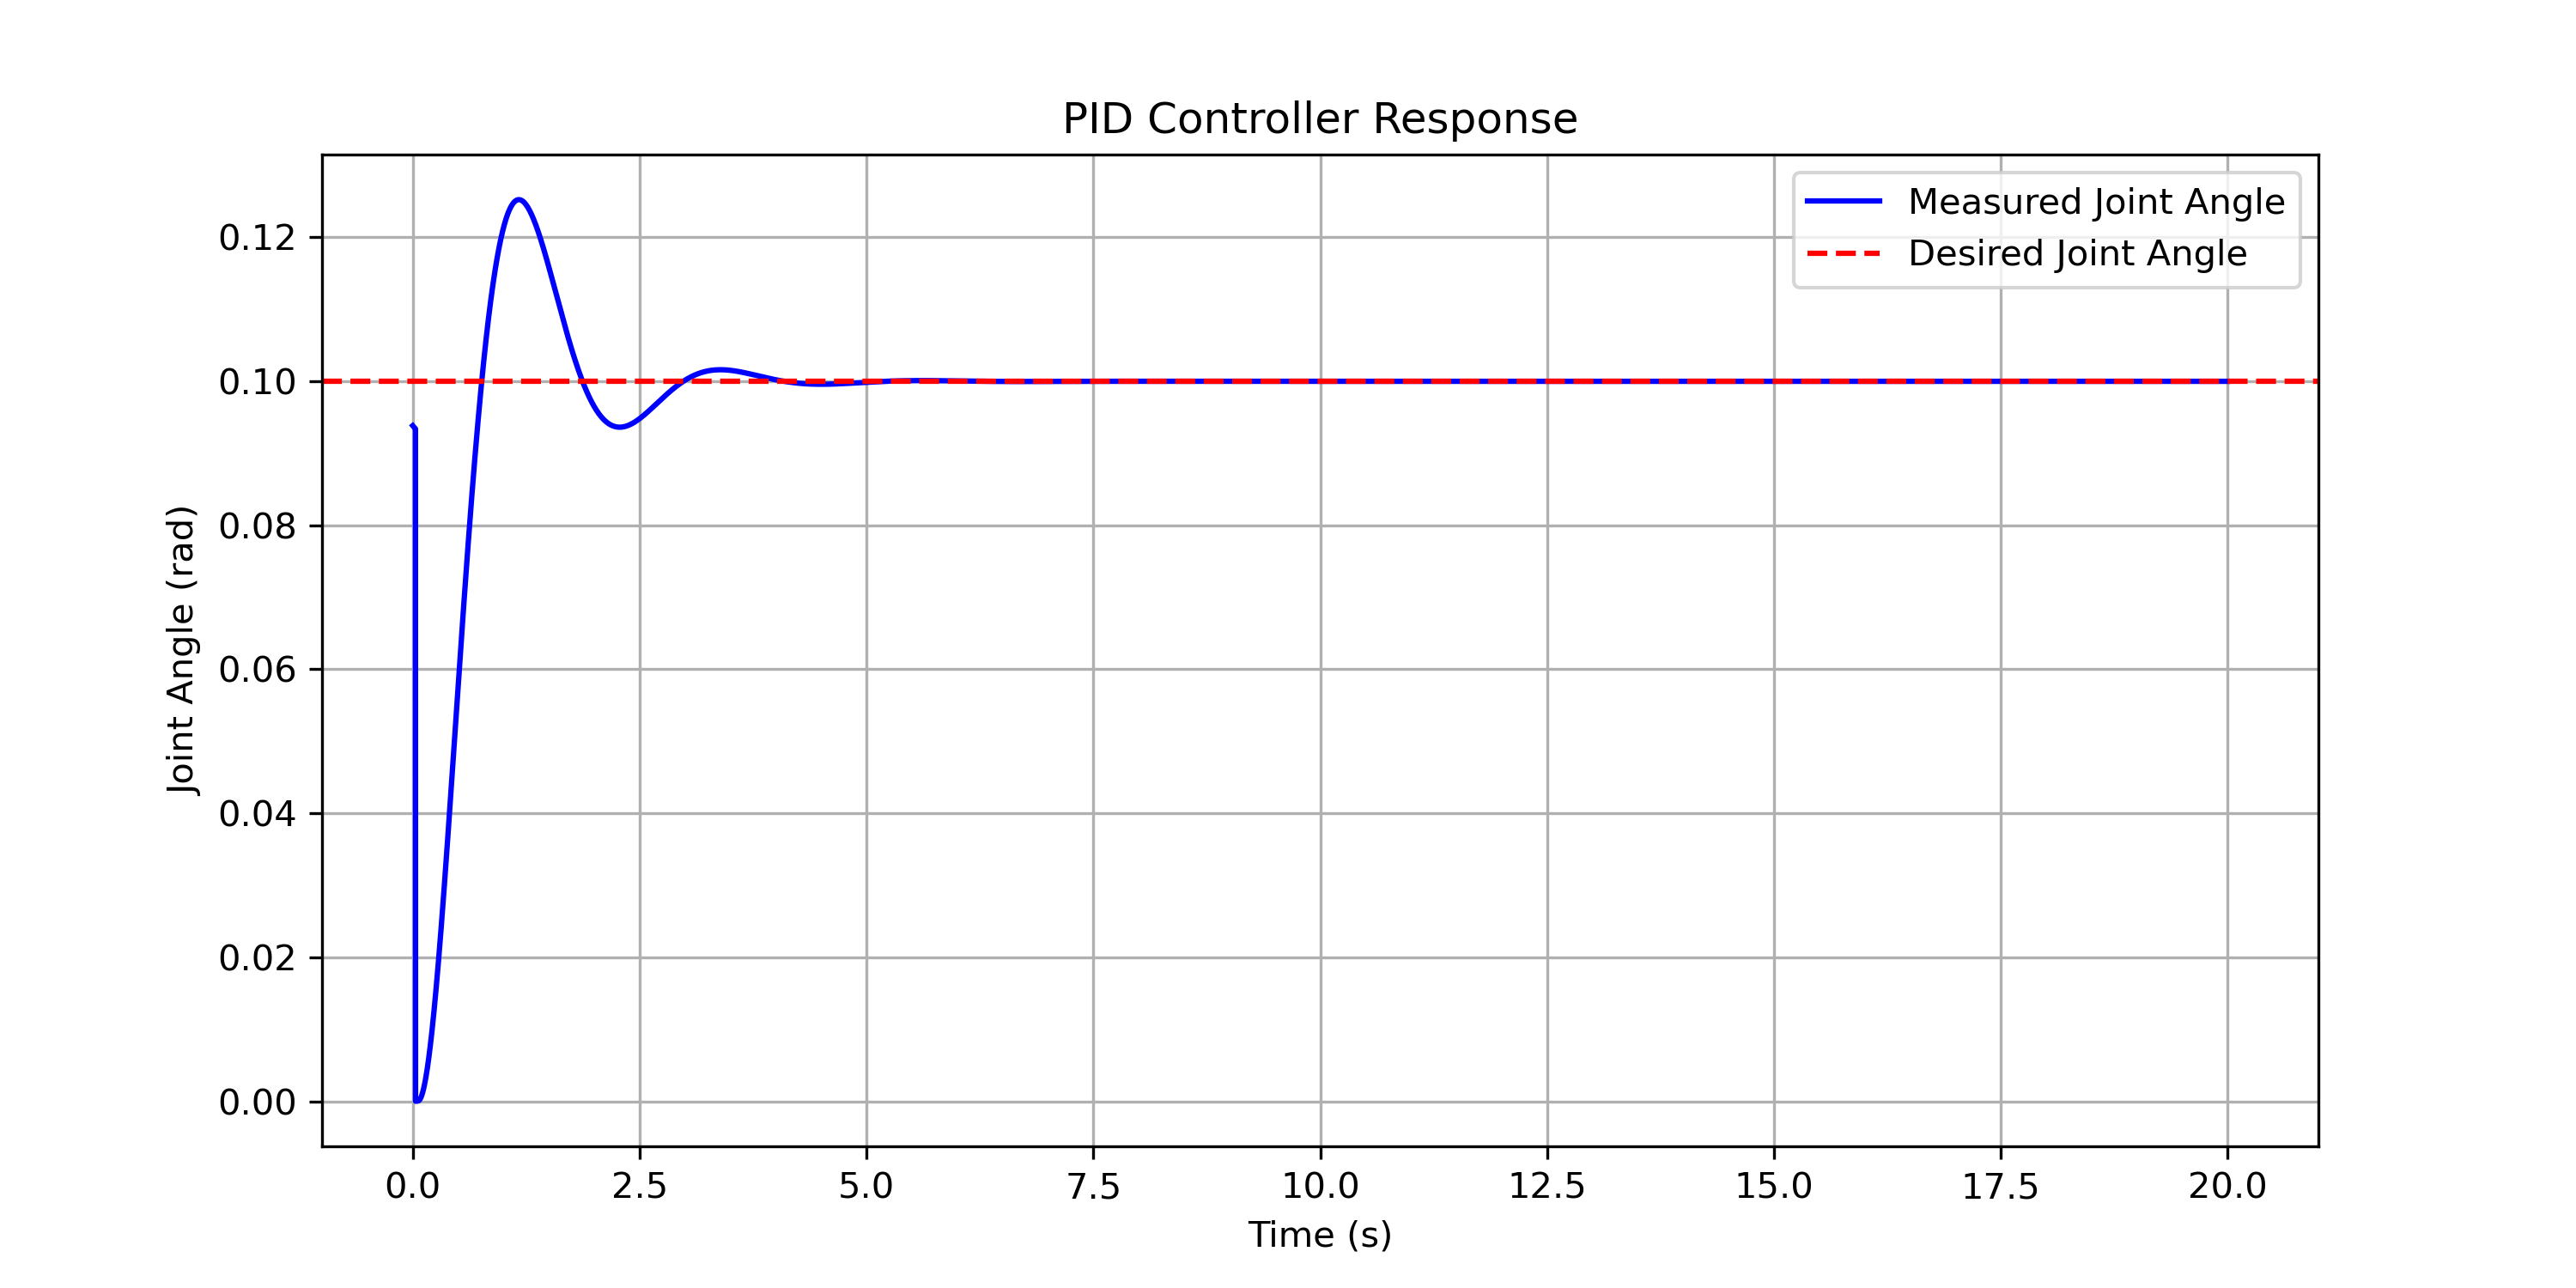 PID Controller Response
Measured Joint Angle
Desired Joint Angle
Joint Angle (rad)
0.12
0.10
0.08
0.06
0.04
0.02
0.00
0.0 2.5 5.0 7.5 10.0 12.5 15.0 17.5 20.0
Time (s)